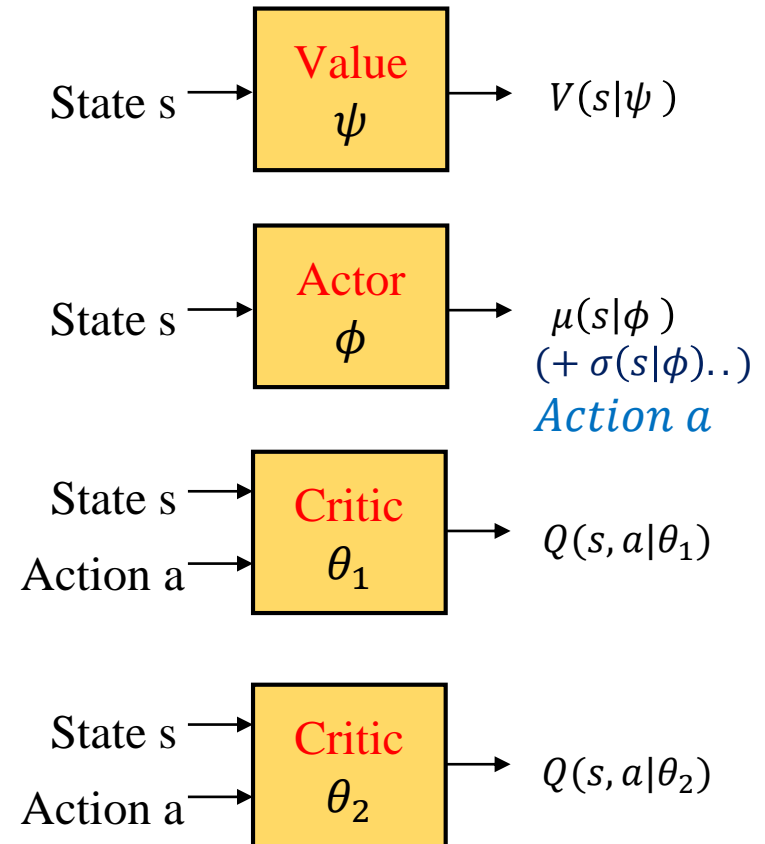 State s
Value
ψ
V(s|ψ )
State s
Actor
ϕ
μ(s|ϕ )
(+ σ(s|ϕ)..)
Action a
State s
Action a
Critic
θ₁
Q(s, a|θ₁)
State s
Action a
Critic
θ₂
Q(s, a|θ₂)